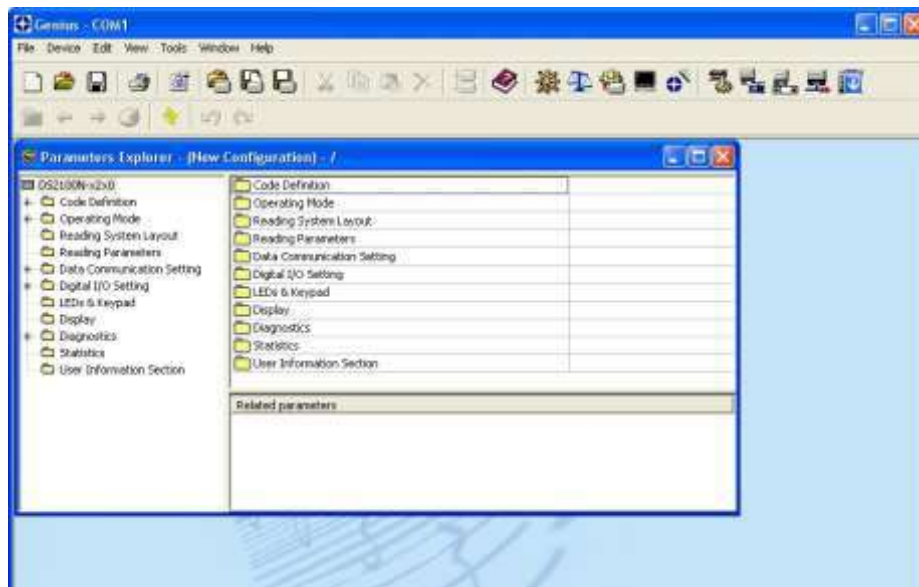 Genius - COM1
File Device Edit View Tools Window Help
Parameters Explorer - (New Configuration) - /
DS2100N-x2x0
Code Definition
Operating Mode
Reading System Layout
Reading Parameters
Data Communication Setting
Digital I/O Setting
LEDs & Keypad
Display
Diagnostics
Statistics
User Information Section
Code Definition
Operating Mode
Reading System Layout
Reading Parameters
Data Communication Setting
Digital I/O Setting
LEDs & Keypad
Display
Diagnostics
Statistics
User Information Section
Related parameters